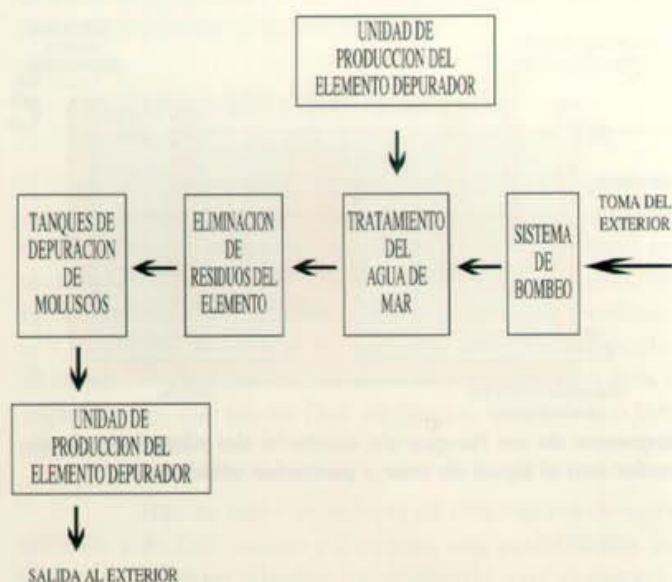 UNIDAD DE
PRODUCCION DEL
ELEMENTO DEPURADOR
TANQUES DE
DEPURACION
DE
MOLUSCOS
ELIMINACION
DE
RESIDUOS DEL
ELEMENTO
TRATAMIENTO
DEL
AGUA DE
MAR
SISTEMA
DE
BOMBEO
TOMA DEL
EXTERIOR
UNIDAD DE
PRODUCCION DEL
ELEMENTO DEPURADOR
SALIDA AL EXTERIOR